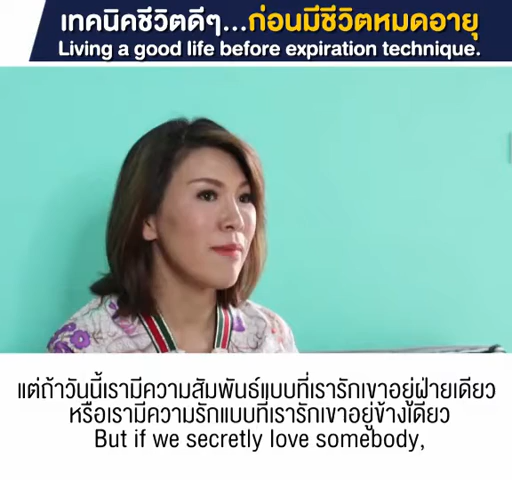 เทคนิคชีวิตดีๆ...ก่อนมีชีวิตหมดอายุ
Living a good life before expiration technique.
แต่ถ้าวันนี้เรามีความสัมพันธ์แบบที่เรารักเขาอยู่ฝ่ายเดียว
หรือเรามีความรักแบบที่เรารักเขาอยู่ข้างเดียว
But if we secretly love somebody,